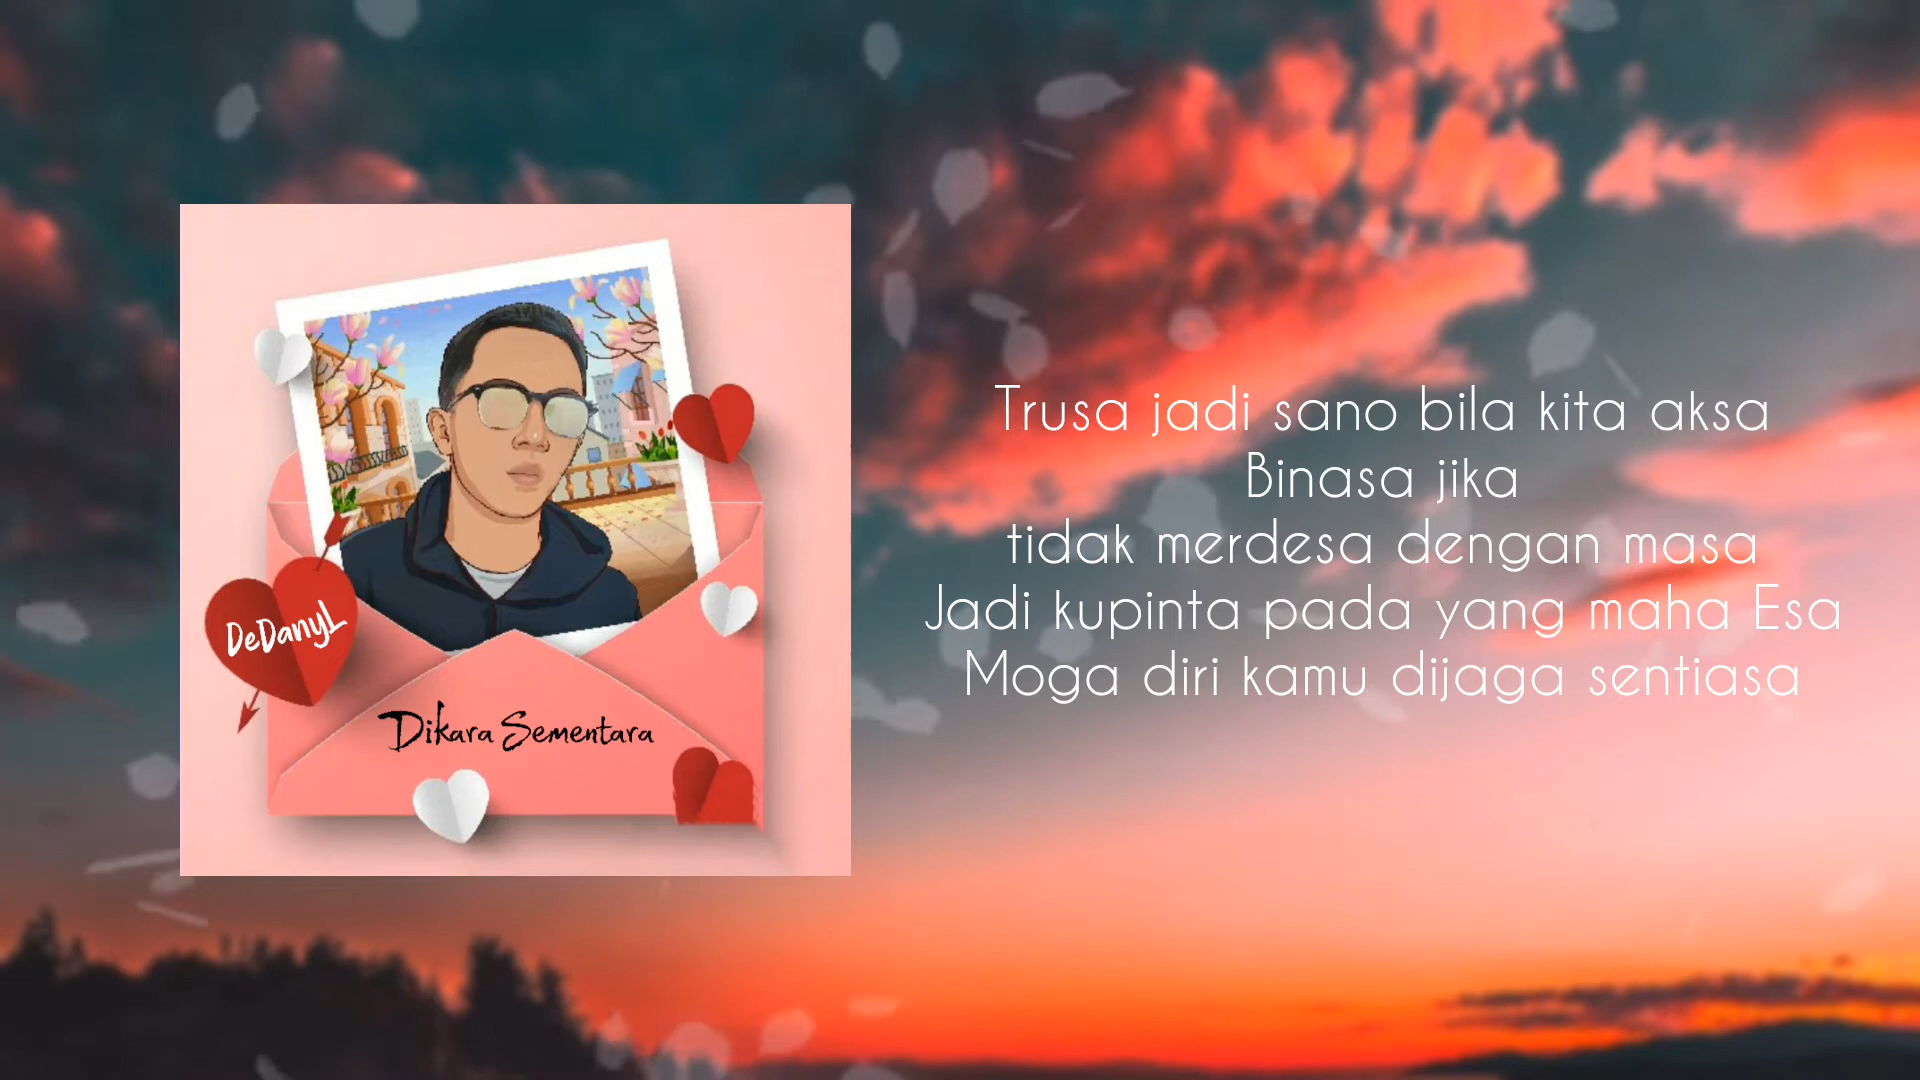 DeDanyL
Dikara Sementara
Trusa jadi sano bila kita aksa
Binasa jika
tidak merdesa dengan masa
Jadi kupinta pada yang maha Esa
Moga diri kamu dijaga sentiasa